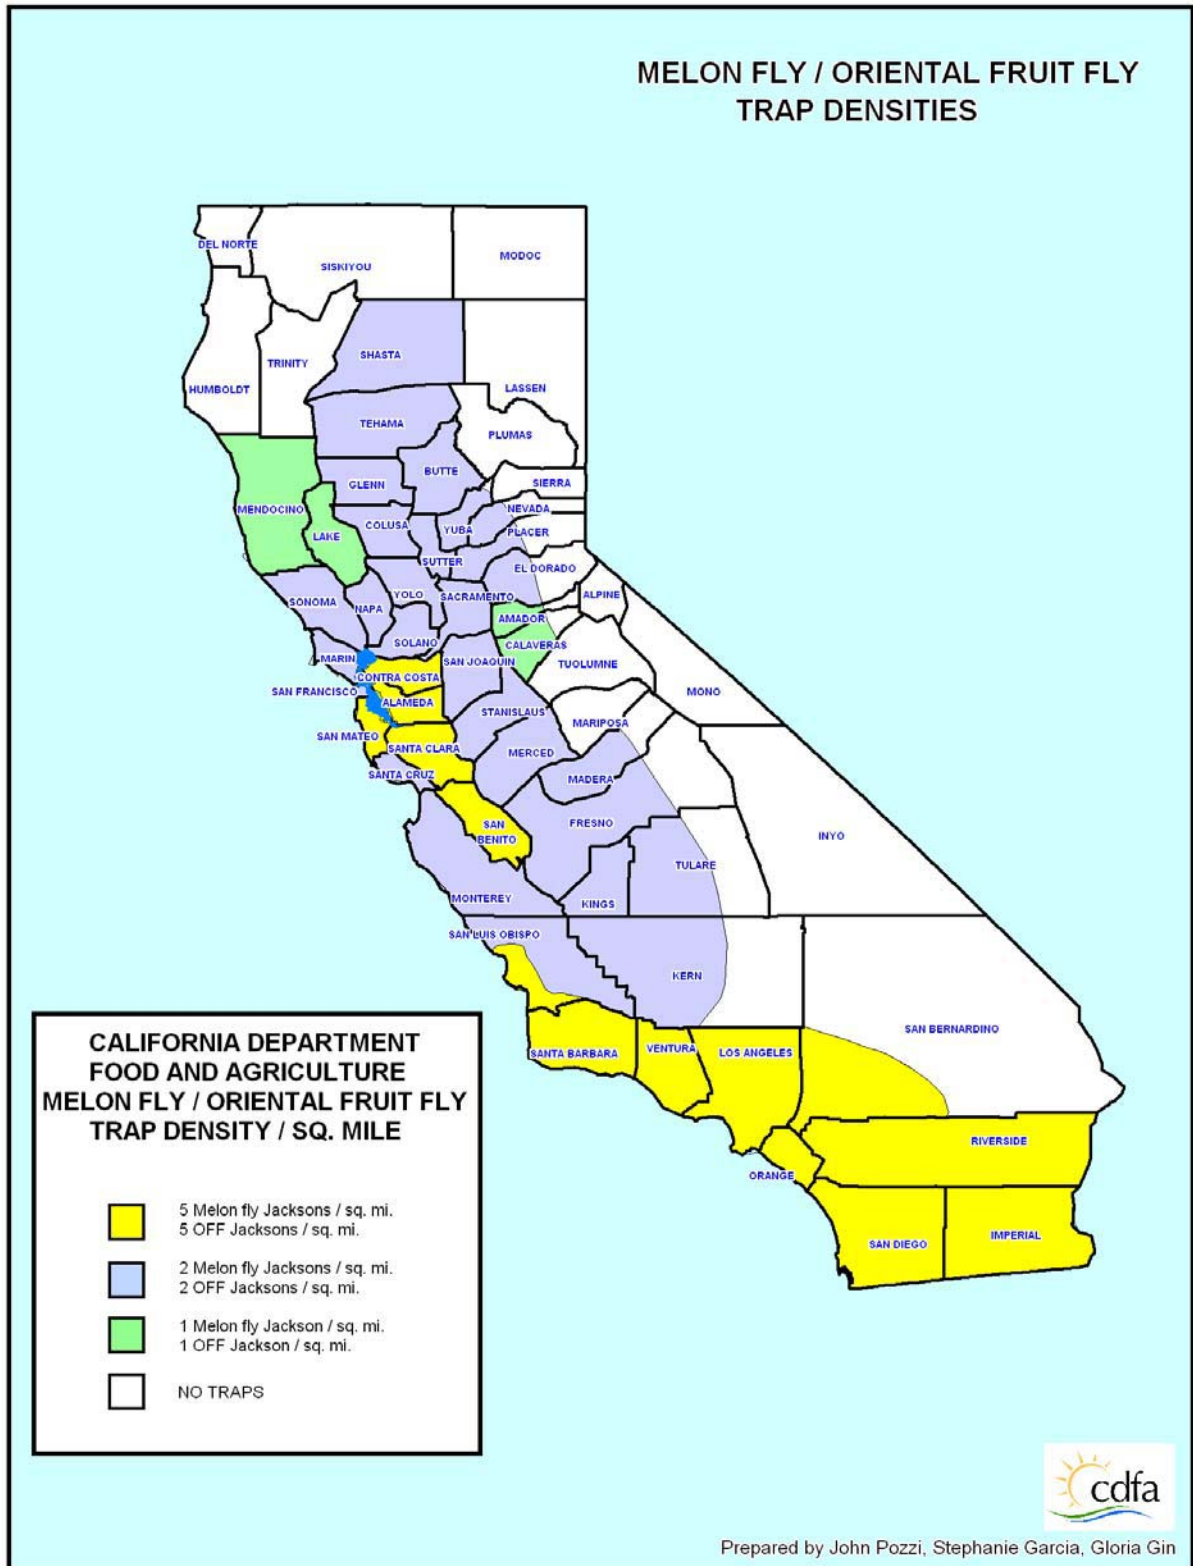 MELON FLY / ORIENTAL FRUIT FLY
TRAP DENSITIES
DEL NORTE
SISKIYOU
MODOC
SHASTA
TRINITY
HUMBOLDT
LASSEN
TEHAMA
PLUMAS
BUTTE
GLENN
SIERRA
MENDOCINO
NEVADA
COLUSA
YUBA
PLACER
LAKE
SUTTER
EL DORADO
YOLO
SACRAMENTO
ALPINE
SONOMA
NAPA
AMADOR
SOLANO
CALAVERAS
MARIN
SAN JOAQUIN
TUOLUMNE
CONTRA COSTA
SAN FRANCISCO
MONO
ALAMEDA
STANISLAUS
MARIPOSA
SAN MATEO
SANTA CLARA
MERCED
SANTA CRUZ
MADERA
SAN
BENITO
FRESNO
INYO
TULARE
MONTEREY
KINGS
SAN LUIS OBISPO
KERN
SAN BERNARDINO
SANTA BARBARA
VENTURA
LOS ANGELES
RIVERSIDE
ORANGE
SAN DIEGO
IMPERIAL
CALIFORNIA DEPARTMENT
FOOD AND AGRICULTURE
MELON FLY / ORIENTAL FRUIT FLY
TRAP DENSITY / SQ. MILE
5 Melon fly Jacksons / sq. mi.
5 OFF Jacksons / sq. mi.
2 Melon fly Jacksons / sq. mi.
2 OFF Jacksons / sq. mi.
1 Melon fly Jackson / sq. mi.
1 OFF Jackson / sq. mi.
NO TRAPS
cdfa
Prepared by John Pozzi, Stephanie Garcia, Gloria Gin